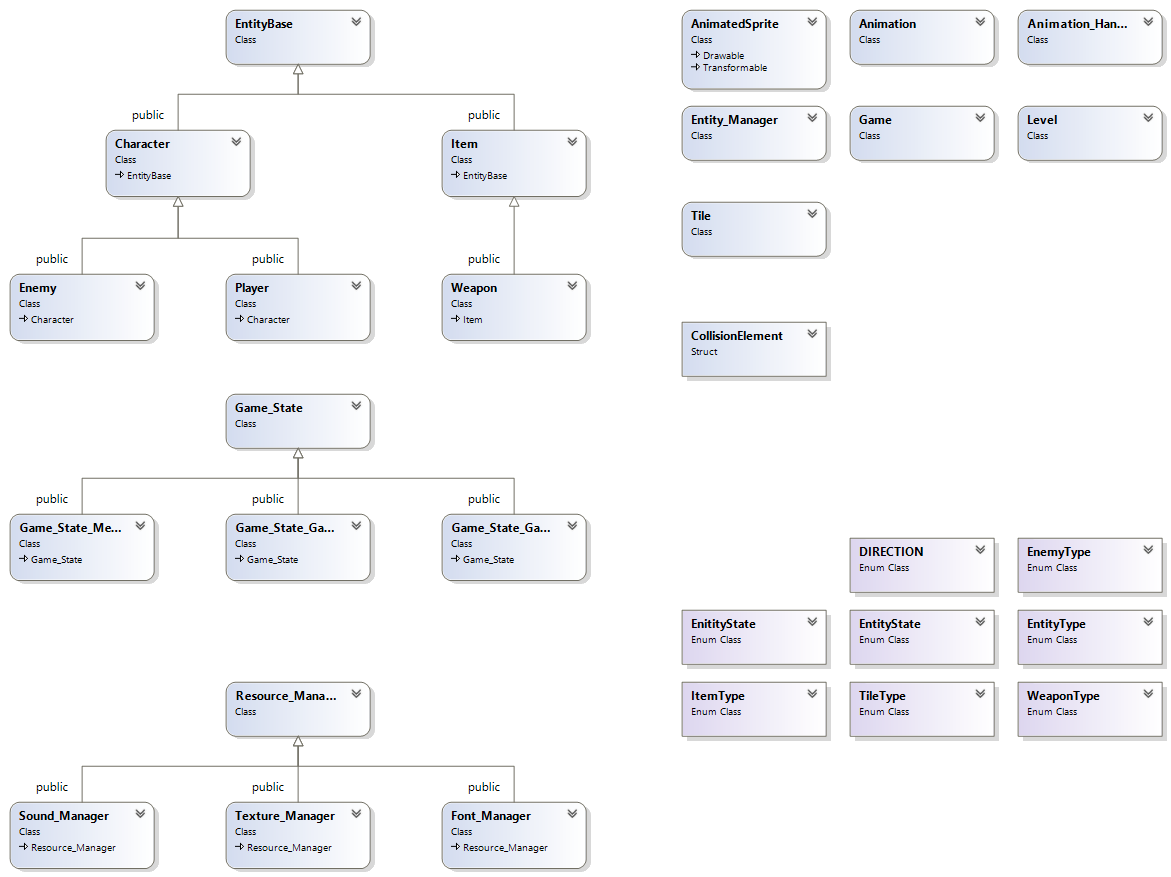 EntityBase
Class
public
public
Character
Class
EntityBase
Item
Class
EntityBase
public
public
public
Enemy
Class
Character
Player
Class
Character
Weapon
Class
Item
Game_State
Class
public
public
public
Game_State_Me...
Class
Game_State
Game_State_Ga...
Class
Game_State
Game_State_Ga...
Class
Game_State
Resource_Mana...
Class
public
public
public
Sound_Manager
Class
Resource_Manager
Texture_Manager
Class
Resource_Manager
Font_Manager
Class
Resource_Manager
AnimatedSprite
Class
Drawable
Transformable
Animation
Class
Animation_Han...
Class
Entity_Manager
Class
Game
Class
Level
Class
Tile
Class
CollisionElement
Struct
DIRECTION
Enum Class
EnemyType
Enum Class
EnitityState
Enum Class
EntityState
Enum Class
EntityType
Enum Class
ItemType
Enum Class
TileType
Enum Class
WeaponType
Enum Class